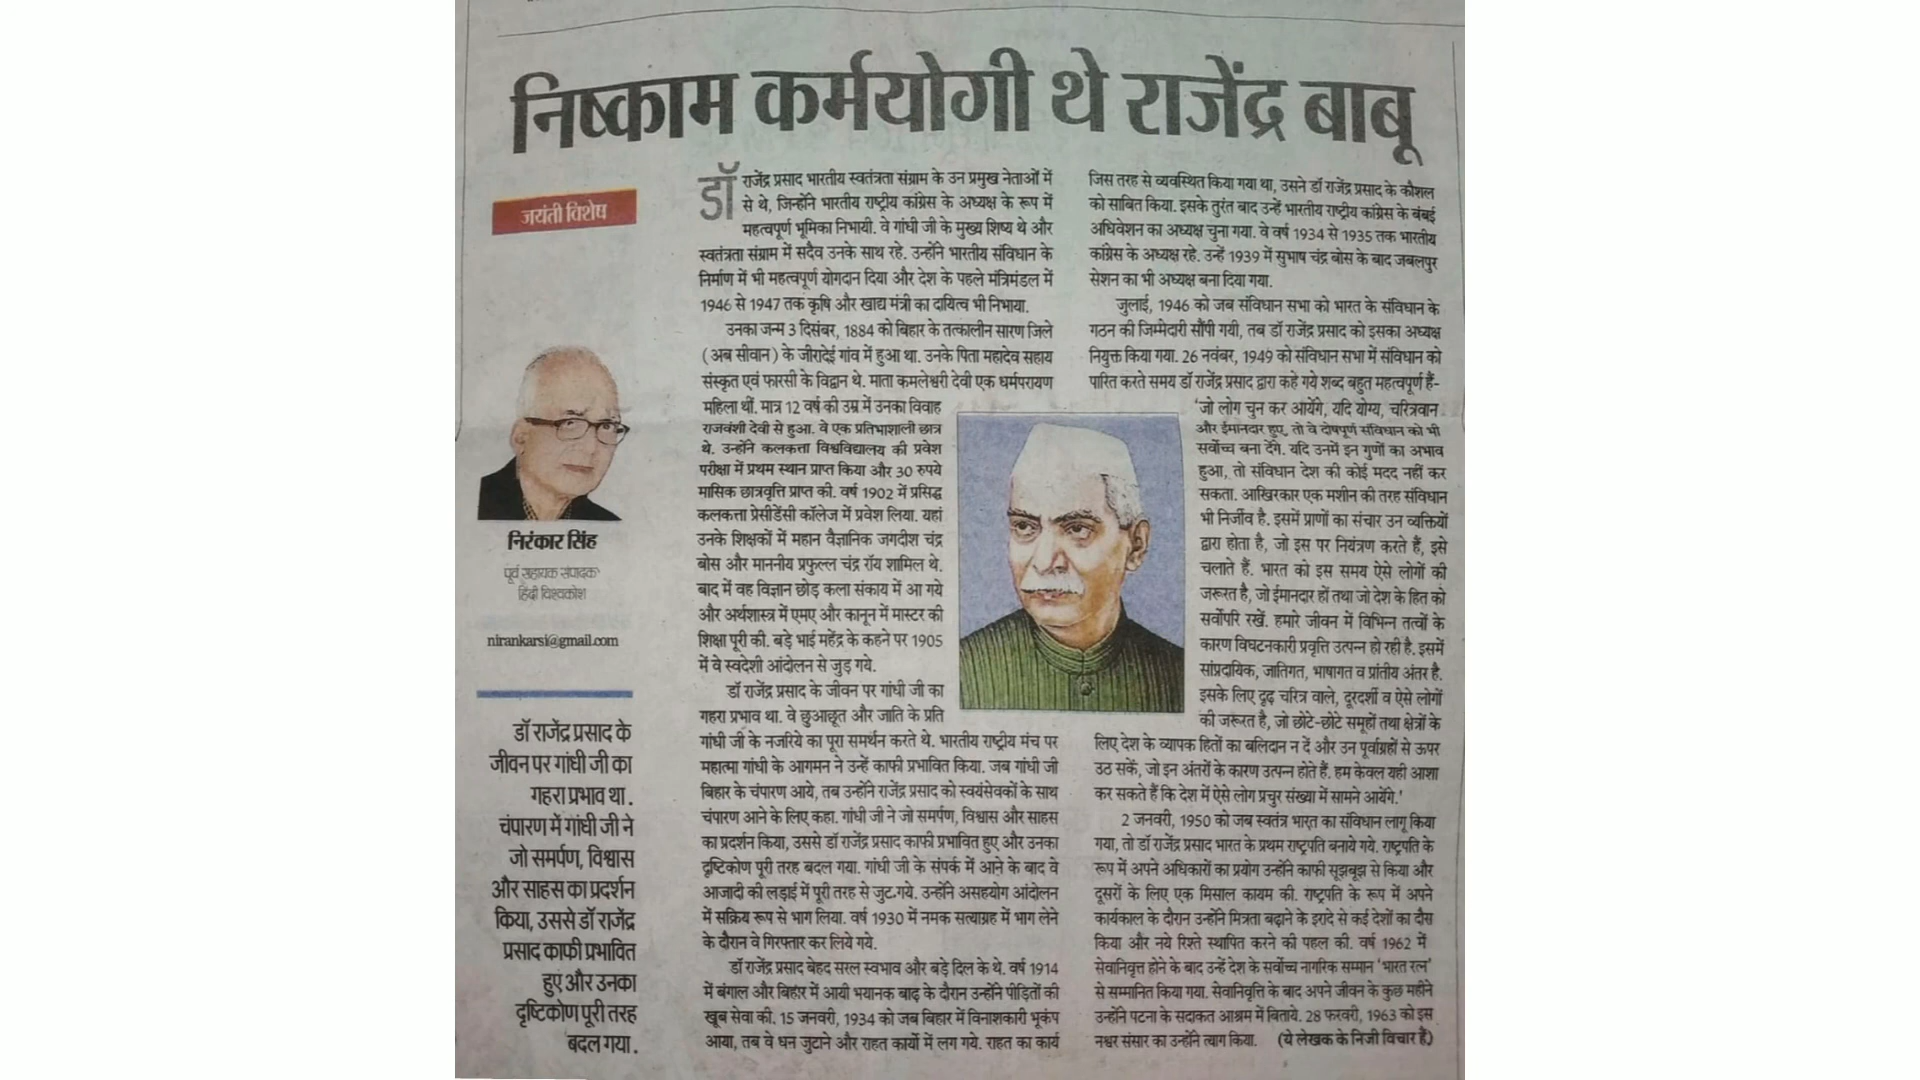 निष्काम कर्मयोगी थे राजेंद्र बाबू
जयंती विशेष
निरंकार सिंह
पूर्व सहायक संपादक
हिंदी विश्वकोश
nirankarsi@gmail.com
डॉ राजेंद्र प्रसाद के
जीवन पर गांधी जी का
गहरा प्रभाव था.
चंपारण में गांधी जी ने
जो समर्पण, विश्वास
और साहस का प्रदर्शन
किया, उससे डॉ राजेंद्र
प्रसाद काफी प्रभावित
हुए और उनका
दृष्टिकोण पूरी तरह
बदल गया.
डॉ राजेंद्र प्रसाद भारतीय स्वतंत्रता संग्राम के उन प्रमुख नेताओं में
से थे, जिन्होंने भारतीय राष्ट्रीय कांग्रेस के अध्यक्ष के रूप में
महत्वपूर्ण भूमिका निभायी. वे गांधी जी के मुख्य शिष्य थे और
स्वतंत्रता संग्राम में सदैव उनके साथ रहे. उन्होंने भारतीय संविधान के
निर्माण में भी महत्वपूर्ण योगदान दिया और देश के पहले मंत्रिमंडल में
1946 से 1947 तक कृषि और खाद्य मंत्री का दायित्व भी निभाया.
उनका जन्म 3 दिसंबर, 1884 को बिहार के तत्कालीन सारण जिले
(अब सीवान) के जीरादेई गांव में हुआ था. उनके पिता महादेव सहाय
संस्कृत एवं फारसी के विद्वान थे. माता कमलेश्वरी देवी एक धर्मपरायण
महिला थीं. मात्र 12 वर्ष की उम्र में उनका विवाह
राजवंशी देवी से हुआ. वे एक प्रतिभाशाली छात्र
थे. उन्होंने कलकत्ता विश्वविद्यालय की प्रवेश
परीक्षा में प्रथम स्थान प्राप्त किया और 30 रुपये
मासिक छात्रवृत्ति प्राप्त की. वर्ष 1902 में प्रसिद्ध
कलकत्ता प्रेसीडेंसी कॉलेज में प्रवेश लिया. यहां
उनके शिक्षकों में महान वैज्ञानिक जगदीश चंद्र
बोस और माननीय प्रफुल्ल चंद्र रॉय शामिल थे.
बाद में वह विज्ञान छोड़ कला संकाय में आ गये
और अर्थशास्त्र में एमए और कानून में मास्टर की
शिक्षा पूरी की. बड़े भाई महेंद्र के कहने पर 1905
में वे स्वदेशी आंदोलन से जुड़ गये.
डॉ राजेंद्र प्रसाद के जीवन पर गांधी जी का
गहरा प्रभाव था. वे छुआछूत और जाति के प्रति
गांधी जी के नजरिये का पूरा समर्थन करते थे. भारतीय राष्ट्रीय मंच पर
महात्मा गांधी के आगमन ने उन्हें काफी प्रभावित किया. जब गांधी जी
बिहार के चंपारण आये, तब उन्होंने राजेंद्र प्रसाद को स्वयंसेवकों के साथ
चंपारण आने के लिए कहा. गांधी जी ने जो समर्पण, विश्वास और साहस
का प्रदर्शन किया, उससे डॉ राजेंद्र प्रसाद काफी प्रभावित हुए और उनका
दृष्टिकोण पूरी तरह बदल गया. गांधी जी के संपर्क में आने के बाद वे
आजादी की लड़ाई में पूरी तरह से जुट गये. उन्होंने असहयोग आंदोलन
में सक्रिय रूप से भाग लिया. वर्ष 1930 में नमक सत्याग्रह में भाग लेने
के दौरान वे गिरफ्तार कर लिये गये.
डॉ राजेंद्र प्रसाद बेहद सरल स्वभाव और बड़े दिल के थे. वर्ष 1914
में बंगाल और बिहार में आयी भयानक बाढ़ के दौरान उन्होंने पीड़ितों की
खूब सेवा की. 15 जनवरी, 1934 को जब बिहार में विनाशकारी भूकंप
आया, तब वे धन जुटाने और राहत कार्यों में लग गये. राहत का कार्य
जिस तरह से व्यवस्थित किया गया था, उसने डॉ राजेंद्र प्रसाद के कौशल
को साबित किया. इसके तुरंत बाद उन्हें भारतीय राष्ट्रीय कांग्रेस के बंबई
अधिवेशन का अध्यक्ष चुना गया. वे वर्ष 1934 से 1935 तक भारतीय
कांग्रेस के अध्यक्ष रहे. उन्हें 1939 में सुभाष चंद्र बोस के बाद जबलपुर
सेशन का भी अध्यक्ष बना दिया गया.
जुलाई, 1946 को जब संविधान सभा को भारत के संविधान के
गठन की जिम्मेदारी सौंपी गयी, तब डॉ राजेंद्र प्रसाद को इसका अध्यक्ष
नियुक्त किया गया. 26 नवंबर, 1949 को संविधान सभा में संविधान को
पारित करते समय डॉ राजेंद्र प्रसाद द्वारा कहे गये शब्द बहुत महत्वपूर्ण हैं-
'जो लोग चुन कर आयेंगे, यदि योग्य, चरित्रवान
और ईमानदार हुए, तो वे दोषपूर्ण संविधान को भी
सर्वोच्च बना देंगे. यदि उनमें इन गुणों का अभाव
हुआ, तो संविधान देश की कोई मदद नहीं कर
सकता. आखिरकार एक मशीन की तरह संविधान
भी निर्जीव है. इसमें प्राणों का संचार उन व्यक्तियों
द्वारा होता है, जो इस पर नियंत्रण करते हैं, इसे
चलाते हैं. भारत को इस समय ऐसे लोगों की
जरूरत है, जो ईमानदार हों तथा जो देश के हित को
सर्वोपरि रखें. हमारे जीवन में विभिन्न तत्वों के
कारण विघटनकारी प्रवृत्ति उत्पन्न हो रही है. इसमें
सांप्रदायिक, जातिगत, भाषागत व प्रांतीय अंतर है.
इसके लिए दृढ़ चरित्र वाले, दूरदर्शी व ऐसे लोगों
की जरूरत है, जो छोटे-छोटे समूहों तथा क्षेत्रों के
लिए देश के व्यापक हितों का बलिदान न दें और उन पूर्वाग्रहों से ऊपर
उठ सकें, जो इन अंतरों के कारण उत्पन्न होते हैं. हम केवल यही आशा
कर सकते हैं कि देश में ऐसे लोग प्रचुर संख्या में सामने आयेंगे.'
2 जनवरी, 1950 को जब स्वतंत्र भारत का संविधान लागू किया
गया, तो डॉ राजेंद्र प्रसाद भारत के प्रथम राष्ट्रपति बनाये गये. राष्ट्रपति के
रूप में अपने अधिकारों का प्रयोग उन्होंने काफी सूझबूझ से किया और
दूसरों के लिए एक मिसाल कायम की. राष्ट्रपति के रूप में अपने
कार्यकाल के दौरान उन्होंने मित्रता बढ़ाने के इरादे से कई देशों का दौरा
किया और नये रिश्ते स्थापित करने की पहल की. वर्ष 1962 में
सेवानिवृत्त होने के बाद उन्हें देश के सर्वोच्च नागरिक सम्मान 'भारत रत्न'
से सम्मानित किया गया. सेवानिवृत्ति के बाद अपने जीवन के कुछ महीने
उन्होंने पटना के सदाकत आश्रम में बिताये. 28 फरवरी, 1963 को इस
नश्वर संसार का उन्होंने त्याग किया. (ये लेखक के निजी विचार हैं.)